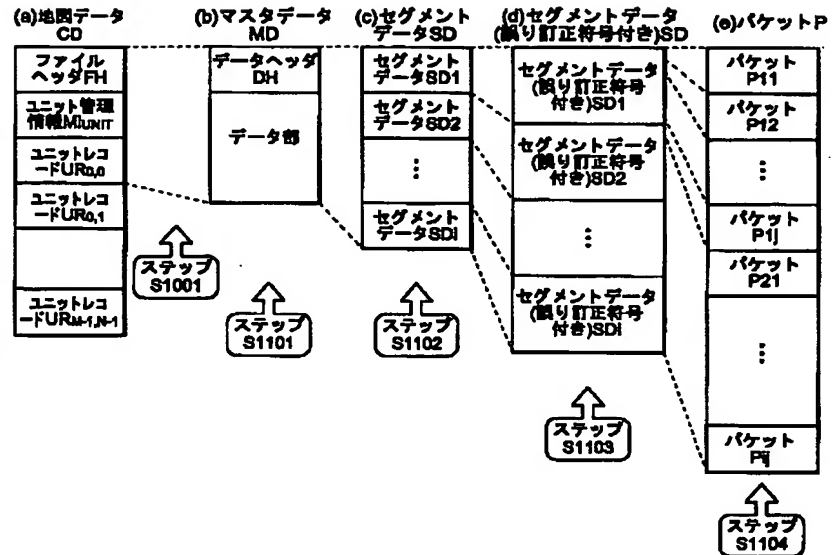 (a)地図データ
CD
ファイル
ヘッダFH
ユニット管理
情報MIUNIT
ユニットレコ
ードUR0,0
ユニットレコ
ードUR0,1
ユニットレコ
ードURM-1,N-1
ステップ
S1001
(b)マスタデータ
MD
データヘッダ
DH
データ部
ステップ
S1101
(c)セグメント
データSD
セグメント
データSD1
セグメント
データSD2
⋮
セグメント
データSDi
ステップ
S1102
(d)セグメントデータ
(誤り訂正符号付き)SD
セグメントデータ
(誤り訂正符号
付き)SD1
セグメントデータ
(誤り訂正符号
付き)SD2
⋮
セグメントデータ
(誤り訂正符号
付き)SDi
ステップ
S1103
(e)パケットP
パケット
P11
パケット
P12
⋮
パケット
P1j
パケット
P21
⋮
パケット
Pij
ステップ
S1104